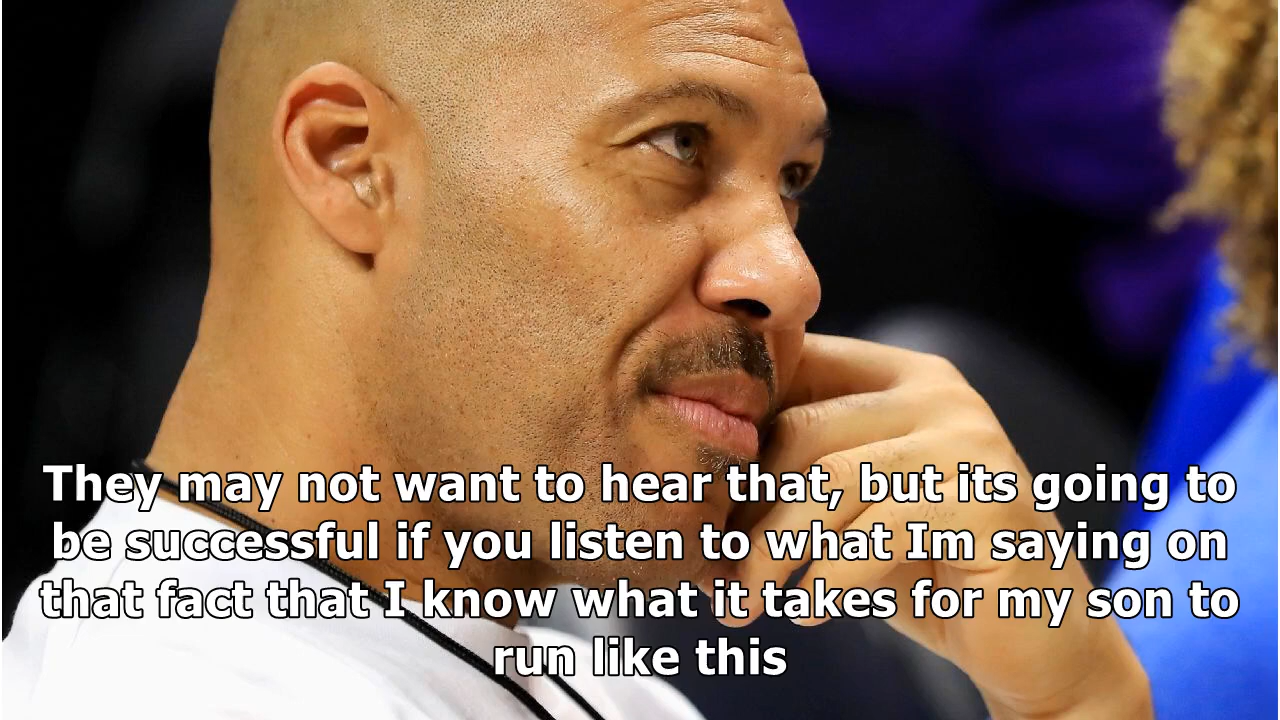 They may not want to hear that, but its going to
be successful if you listen to what Im saying on
that fact that I know what it takes for my son to
run like this